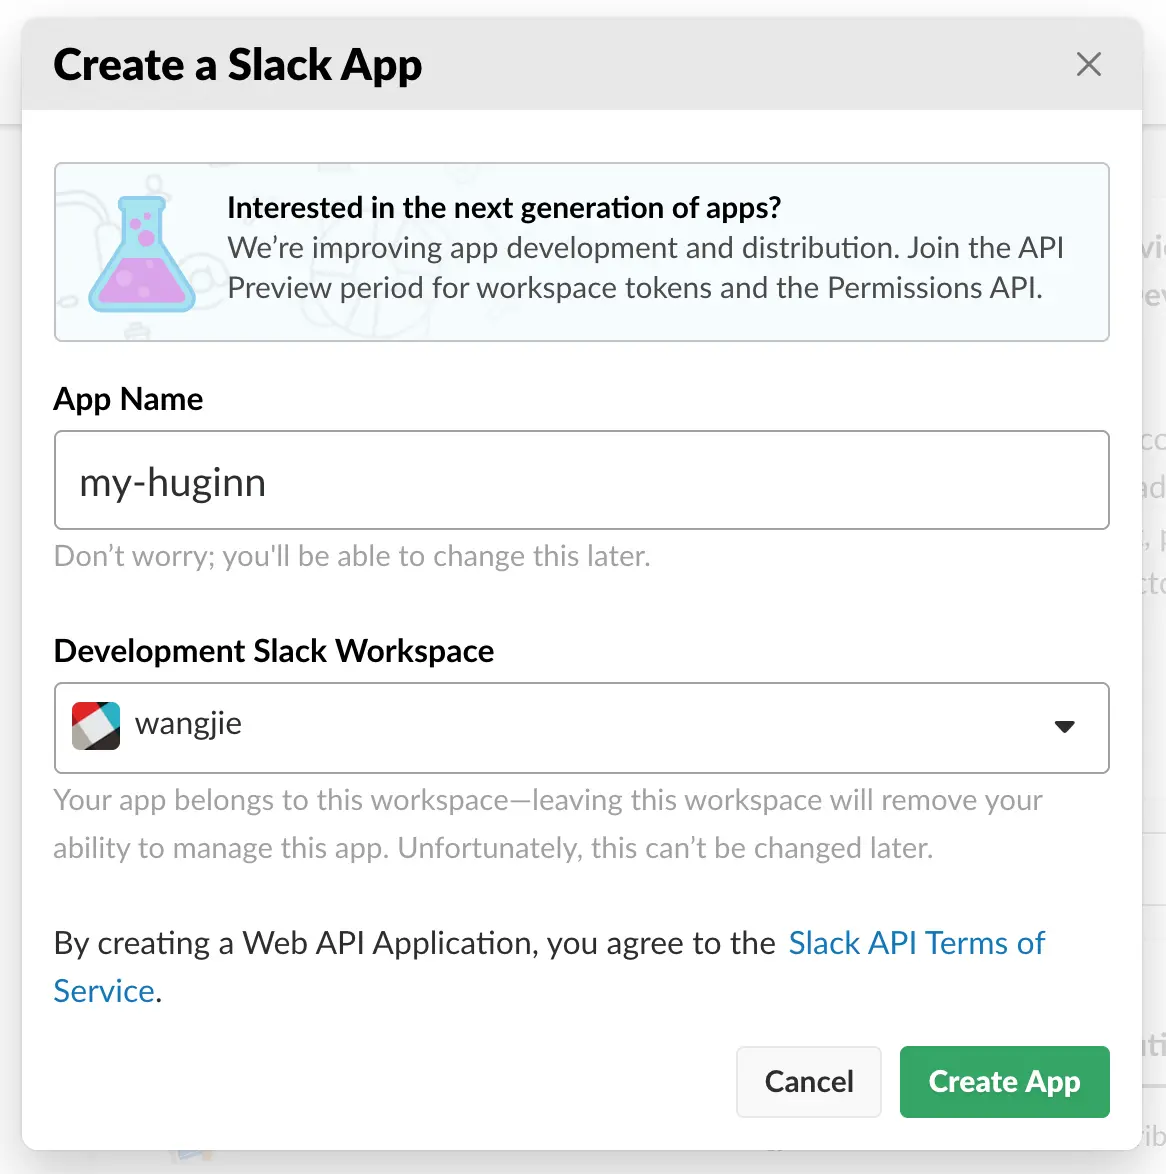 Create a Slack App
Interested in the next generation of apps?
We’re improving app development and distribution. Join the API
Preview period for workspace tokens and the Permissions API.
App Name
my-huginn
Don’t worry; you'll be able to change this later.
Development Slack Workspace
wangjie
Your app belongs to this workspace—leaving this workspace will remove your
ability to manage this app. Unfortunately, this can’t be changed later.
By creating a Web API Application, you agree to the Slack API Terms of
Service.
Cancel
Create App